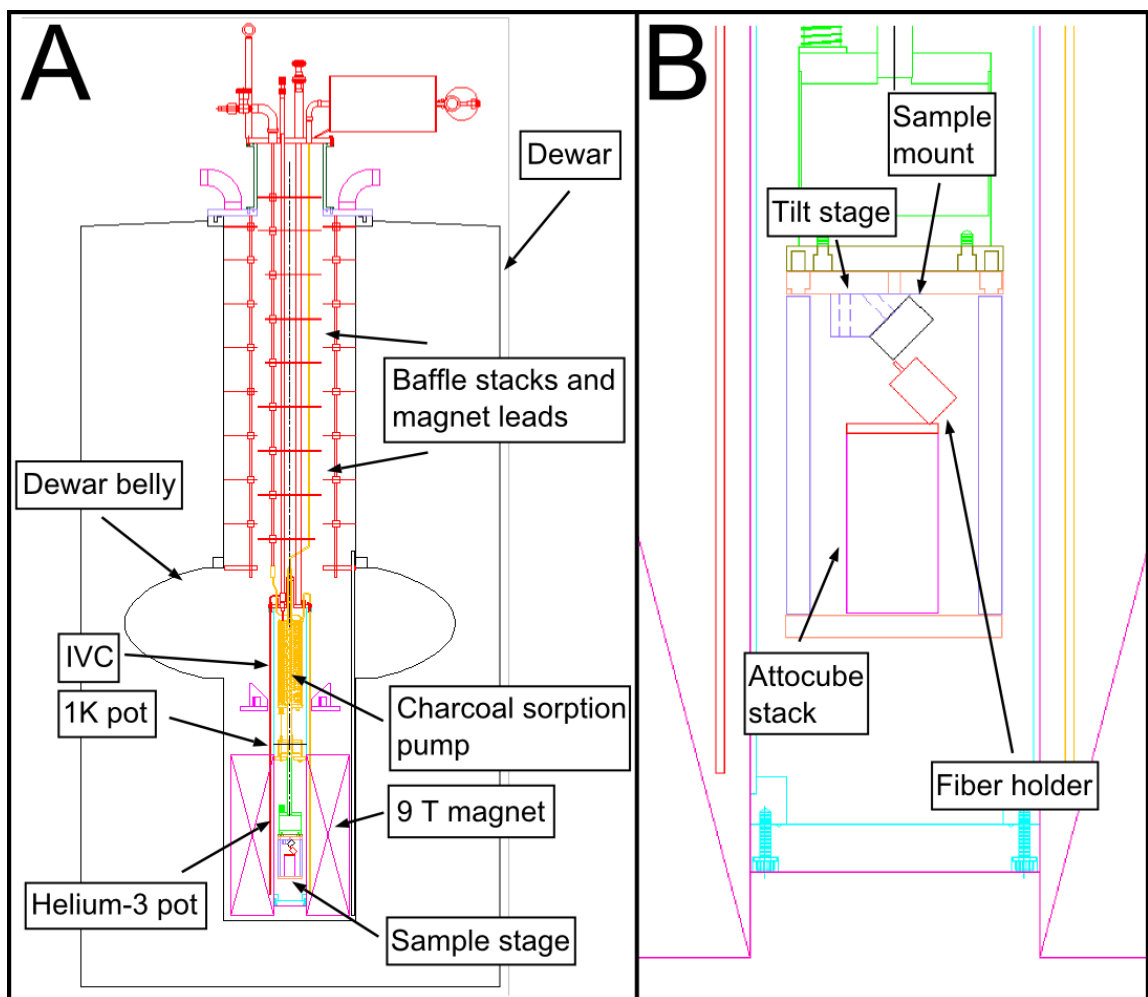 A
Dewar
Baffle stacks and
magnet leads
Dewar belly
IVC
1K pot
Charcoal sorption
pump
9 T magnet
Helium-3 pot
Sample stage
B
Sample
mount
Tilt stage
Attocube
stack
Fiber holder